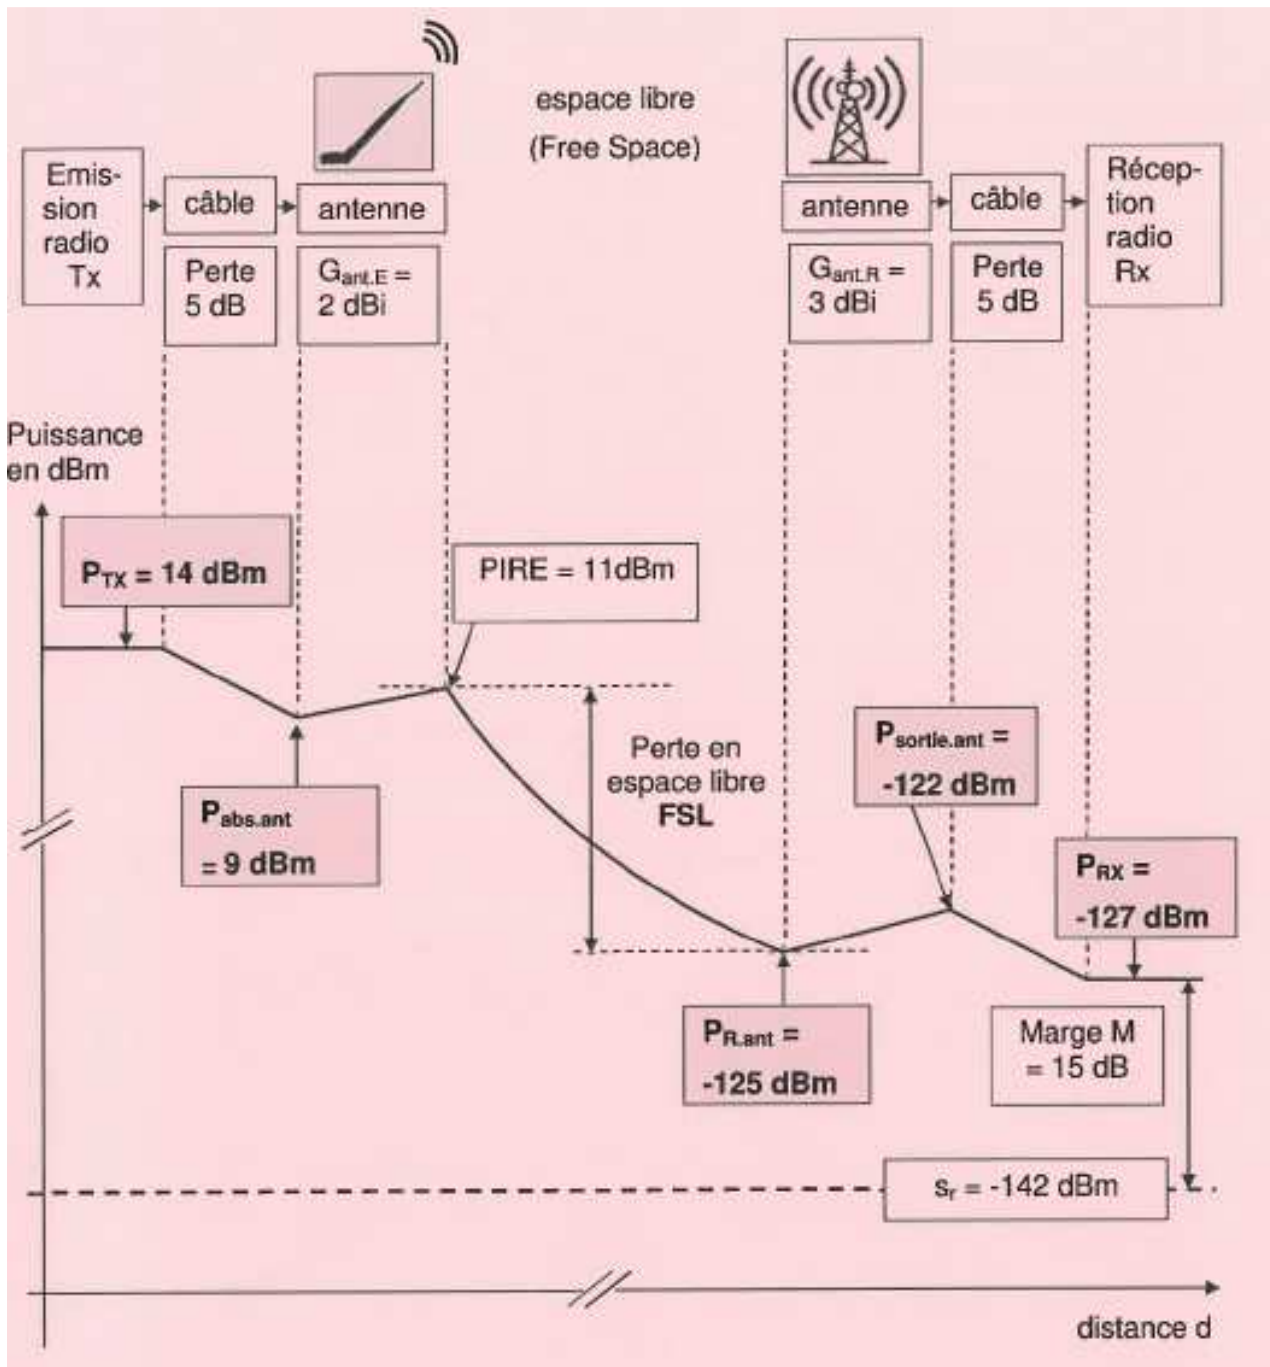 espace libre
(Free Space)
Emis-
sion
radio
Tx
câble
antenne
antenne
câble
Récep-
tion
radio
Rx
Perte
5 dB
Gant.E =
2 dBi
Gant.R =
3 dBi
Perte
5 dB
Puissance
en dBm
PTX = 14 dBm
PIRE = 11dBm
Pabs.ant
= 9 dBm
Perte en
espace libre
FSL
Psortie.ant =
-122 dBm
PRX =
-127 dBm
PR.ant =
-125 dBm
Marge M
= 15 dB
sr = -142 dBm
distance d